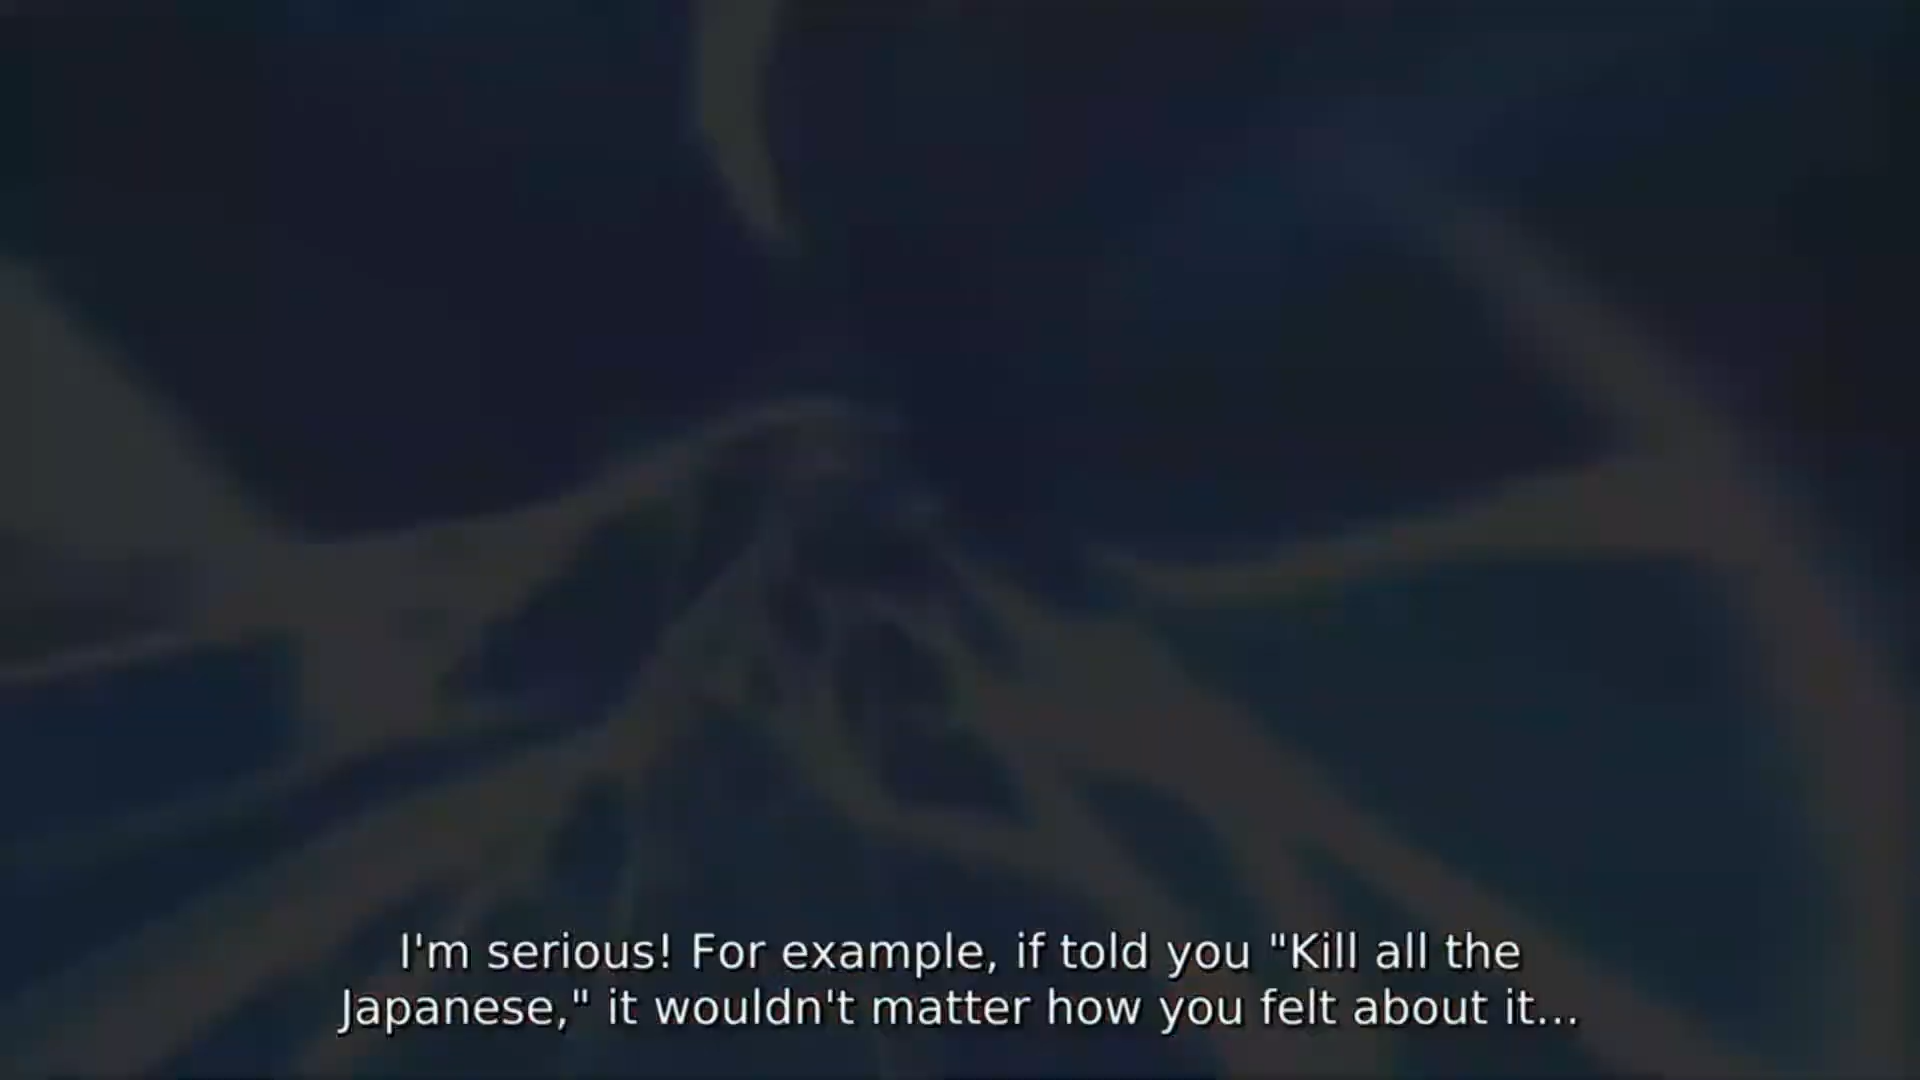 I'm serious! For example, if told you "Kill all the
Japanese," it wouldn't matter how you felt about it...